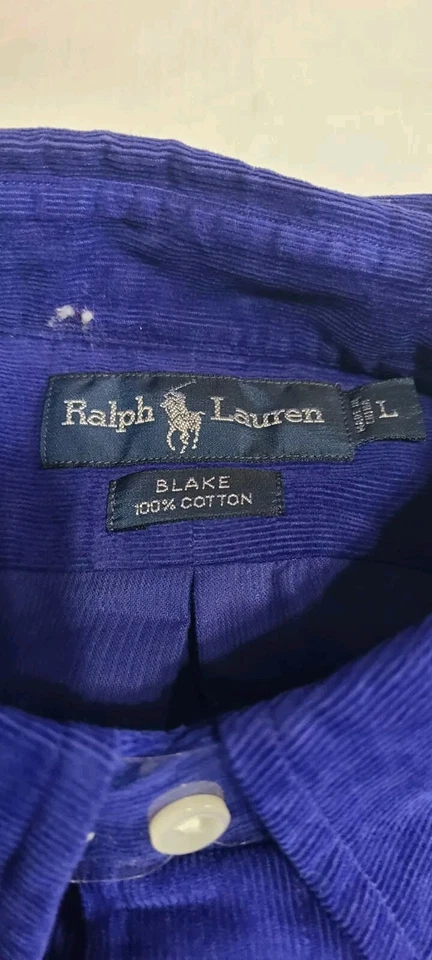 Ralph Lauren
L
BLAKE
100% COTTON